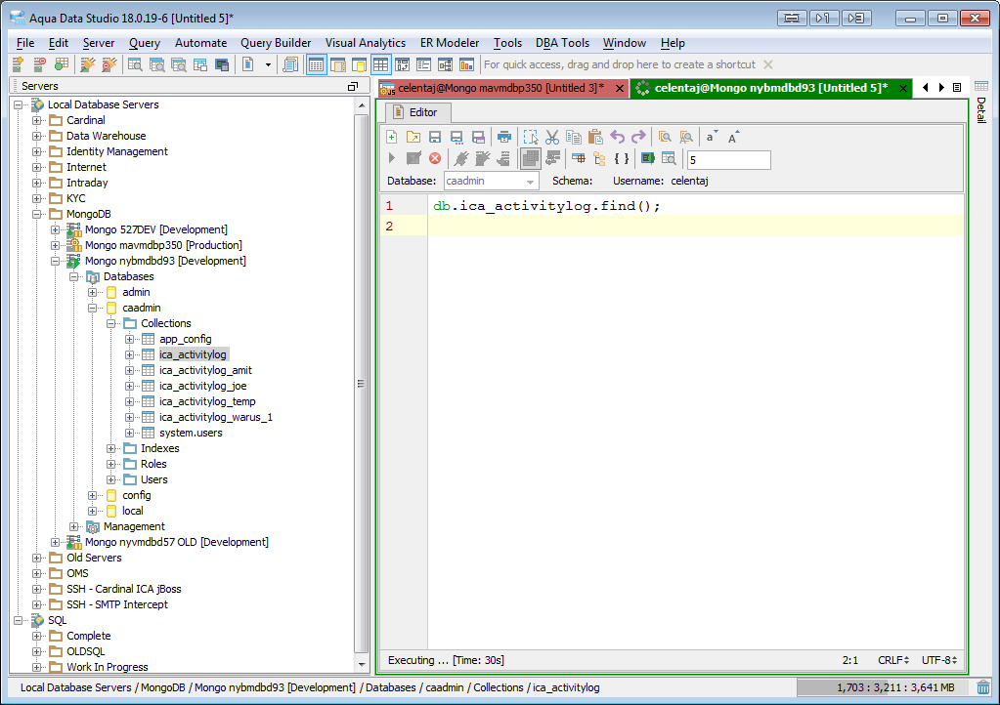 Aqua Data Studio 18.0.19-6 [Untitled 5]*
File Edit Server Query Automate Query Builder Visual Analytics ER Modeler Tools DBA Tools Window Help
For quick access, drag and drop here to create a shortcut
Servers
Local Database Servers
Cardinal
Data Warehouse
Identity Management
Internet
Intraday
KYC
MongoDB
Mongo 527DEV [Development]
Mongo mavmdbp350 [Production]
Mongo nybmdbd93 [Development]
Databases
admin
caadmin
Collections
app_config
ica_activitylog
ica_activitylog_amit
ica_activitylog_joe
ica_activitylog_temp
ica_activitylog_warus_1
system.users
Indexes
Roles
Users
config
local
Management
Mongo nyvmdbd57 OLD [Development]
Old Servers
OMS
SSH - Cardinal ICA jBoss
SSH - SMTP Intercept
SQL
Complete
OLDSQL
Work In Progress
celentaj@Mongo mavmdbp350 [Untitled 3]*
celentaj@Mongo nybmdbd93 [Untitled 5]*
Detail
Editor
5
Database: caadmin Schema: Username: celentaj
1 db.ica_activitylog.find();
2
Executing ... [Time: 30s] 2:1 CRLF UTF-8
Local Database Servers / MongoDB / Mongo nybmdbd93 [Development] / Databases / caadmin / Collections / ica_activitylog
1,703 : 3,211 : 3,641 MB